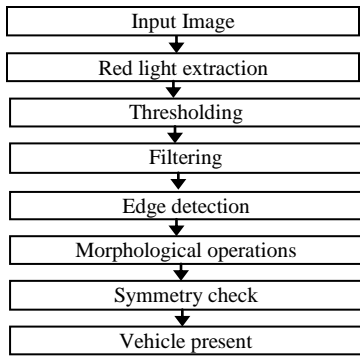 Input Image
Red light extraction
Thresholding
Filtering
Edge detection
Morphological operations
Symmetry check
Vehicle present